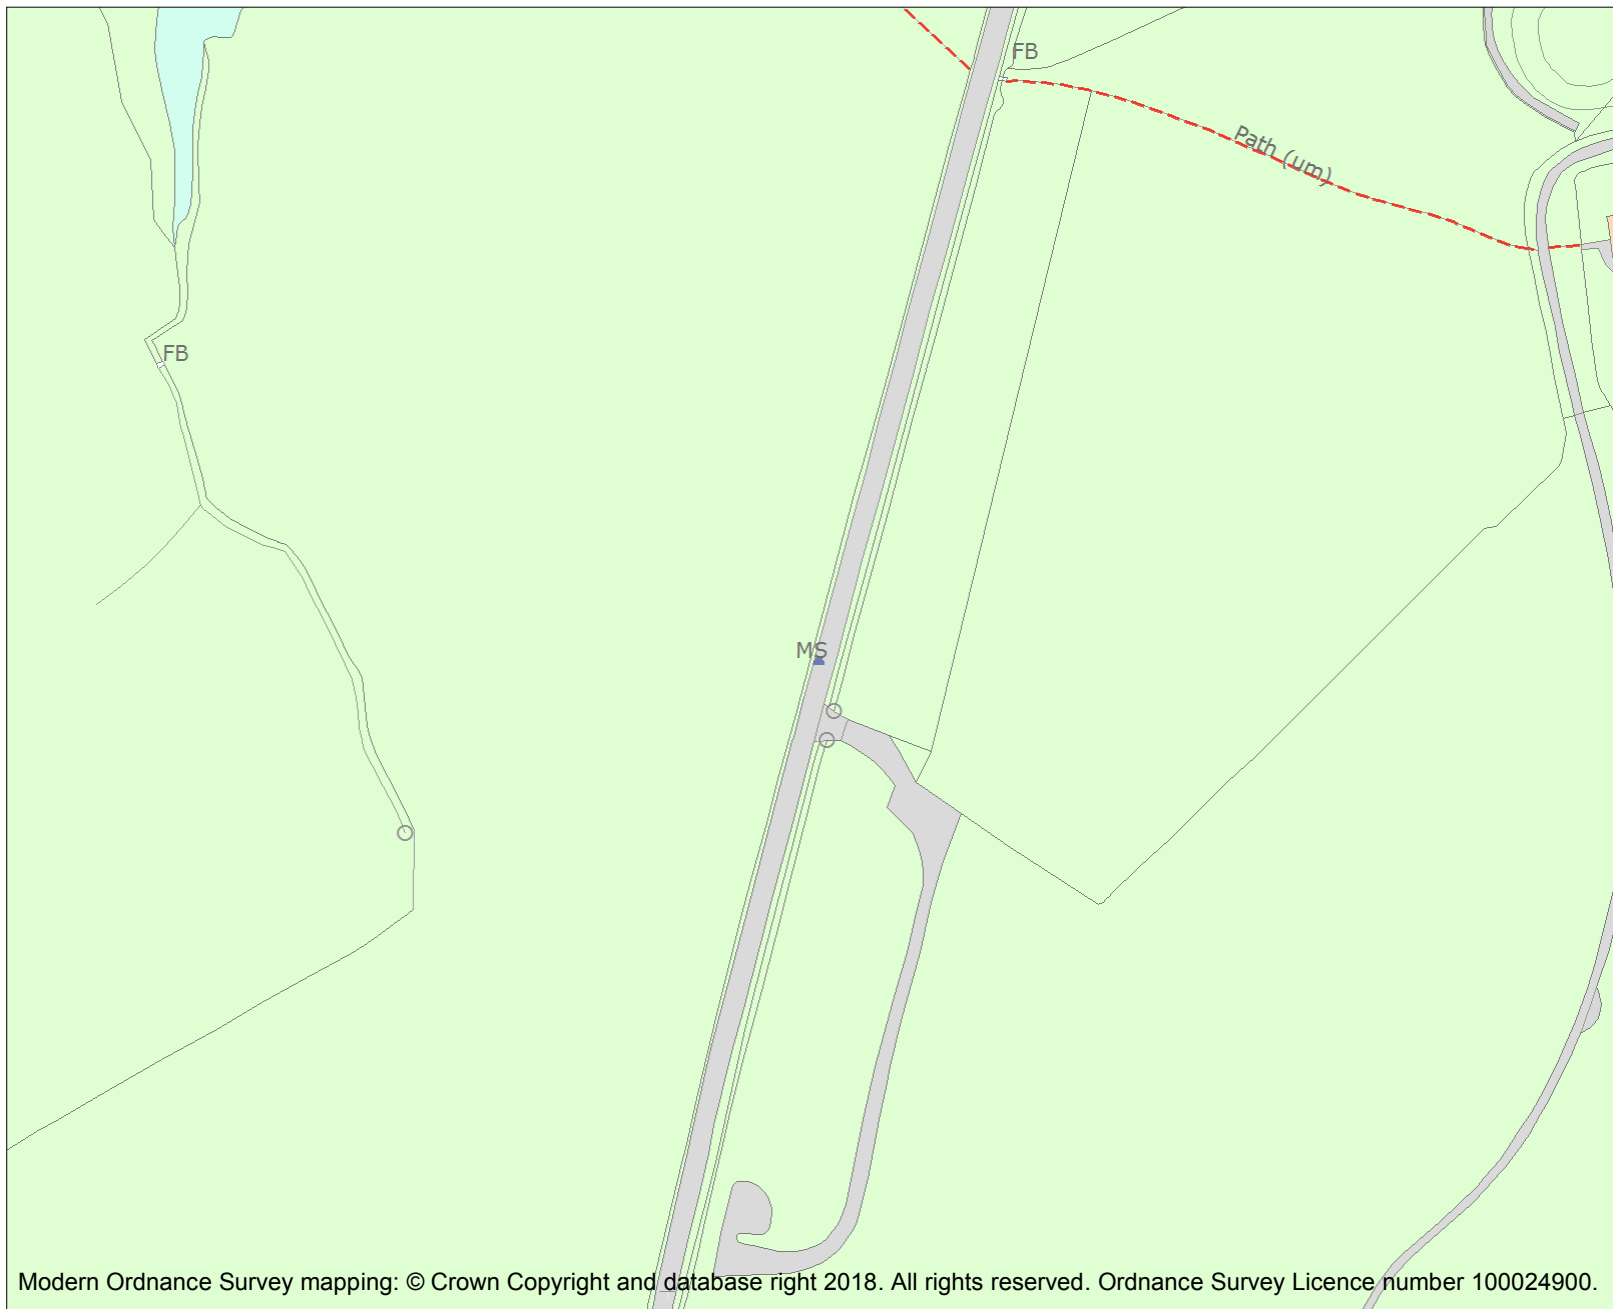 FB
Path (um)
FB
MS
Modern Ordnance Survey mapping: © Crown Copyright and database right 2018. All rights reserved. Ordnance Survey Licence number 100024900.